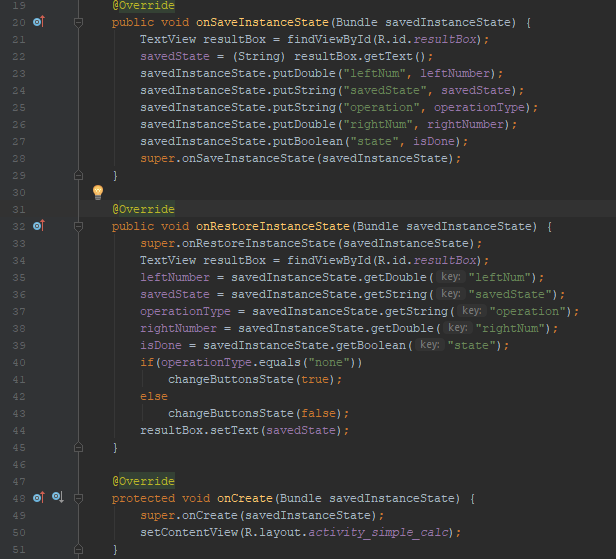 19 @Override
20 public void onSaveInstanceState(Bundle savedInstanceState) {
21 TextView resultBox = findViewById(R.id.resultBox);
22 savedState = (String) resultBox.getText();
23 savedInstanceState.putDouble("leftNum", leftNumber);
24 savedInstanceState.putString("savedState", savedState);
25 savedInstanceState.putString("operation", operationType);
26 savedInstanceState.putDouble("rightNum", rightNumber);
27 savedInstanceState.putBoolean("state", isDone);
28 super.onSaveInstanceState(savedInstanceState);
29 }
30
31 @Override
32 public void onRestoreInstanceState(Bundle savedInstanceState) {
33 super.onRestoreInstanceState(savedInstanceState);
34 TextView resultBox = findViewById(R.id.resultBox);
35 leftNumber = savedInstanceState.getDouble( key: "leftNum");
36 savedState = savedInstanceState.getString( key: "savedState");
37 operationType = savedInstanceState.getString( key: "operation");
38 rightNumber = savedInstanceState.getDouble( key: "rightNum");
39 isDone = savedInstanceState.getBoolean( key: "state");
40 if(operationType.equals("none"))
41 changeButtonsState(true);
42 else
43 changeButtonsState(false);
44 resultBox.setText(savedState);
45 }
46
47 @Override
48 protected void onCreate(Bundle savedInstanceState) {
49 super.onCreate(savedInstanceState);
50 setContentView(R.layout.activity_simple_calc);
51 }